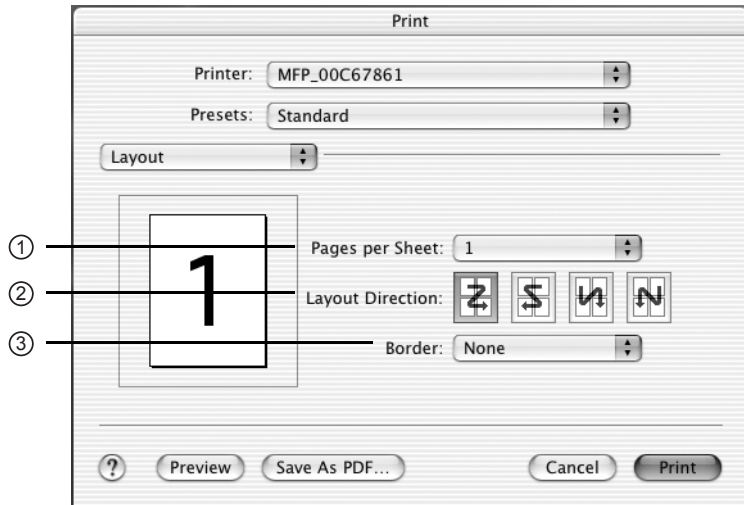 Print
Printer: MFP_00C67861
Presets: Standard
Layout
1
① Pages per Sheet: 1
② Layout Direction:
③ Border: None
? Preview Save As PDF... Cancel Print